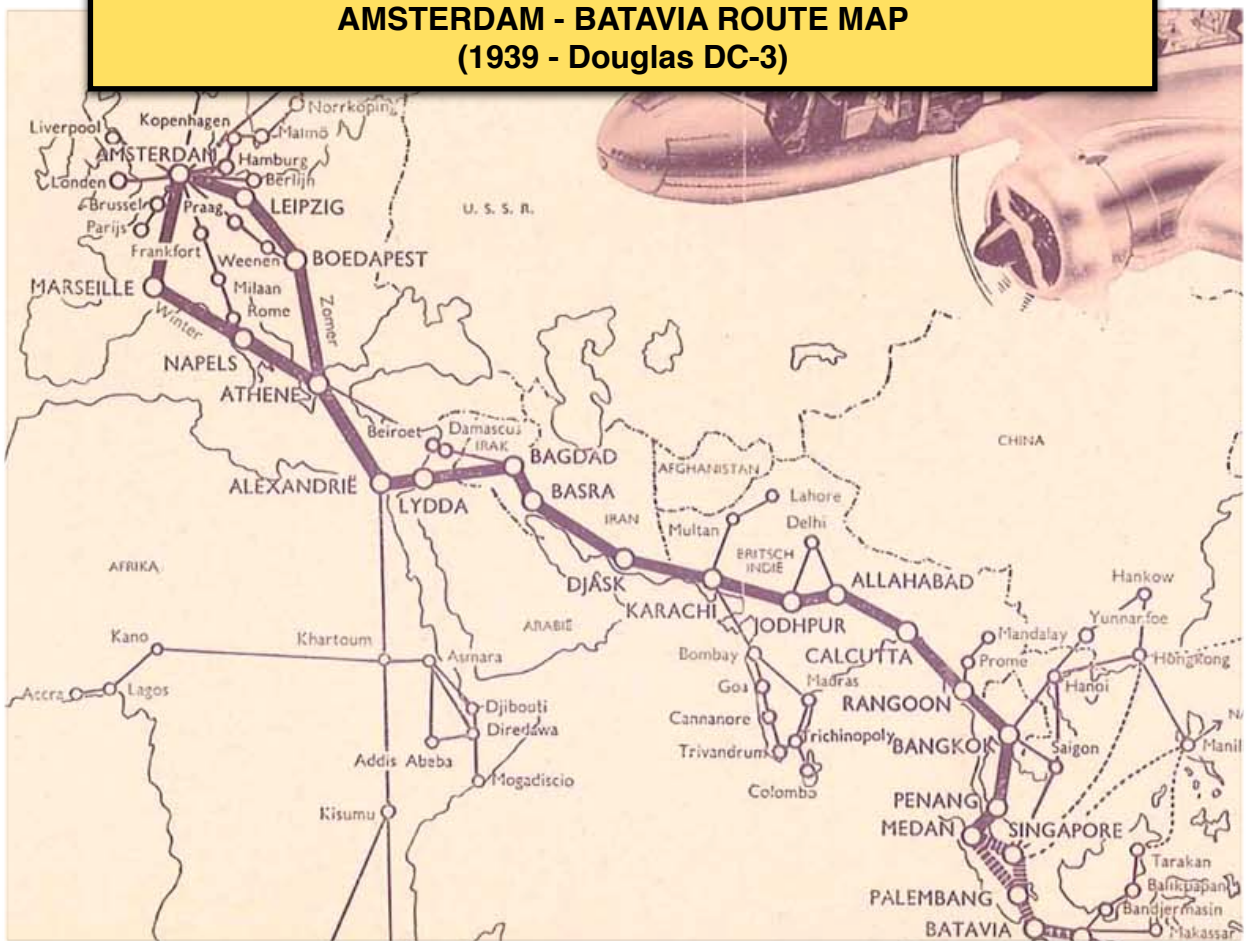 AMSTERDAM - BATAVIA ROUTE MAP
(1939 - Douglas DC-3)
Norrköping
Kopenhagen
Liverpool
Malmö
AMSTERDAM
Hamburg
Londen
Berlijn
Brussel
Praag
LEIPZIG
U. S. S. R.
Parijs
Frankfort
Weenen
BOEDAPEST
MARSEILLE
Milaan
Winter
Rome
Zomer
NAPELS
ATHENE
Beiroet
Damascus
IRAK
BAGDAD
CHINA
AFGHANISTAN
ALEXANDRIË
LYDDA
BASRA
Lahore
IRAN
Multan
Delhi
AFRIKA
BRITSCH
INDIË
DJÂSK
ALLAHABAD
Hankow
KARACHI
JODHPUR
Yunnanfoe
ARABIË
Kano
Khartoum
Asmara
Bombay
CALCUTTA
Mandalay
Prome
Hongkong
Accra
Lagos
Goa
Madras
Hanoi
Djibouti
RANGOON
Cannanore
Diredawa
Trichinopoly
BANGKOK
Saigon
Manil
Trivandrum
Addis Abeba
Mogadiscio
Colombo
PENANG
Kisumu
MEDAN
SINGAPORE
Tarakan
Balikpapan
PALEMBANG
Bandjermasin
BATAVIA
Makassar